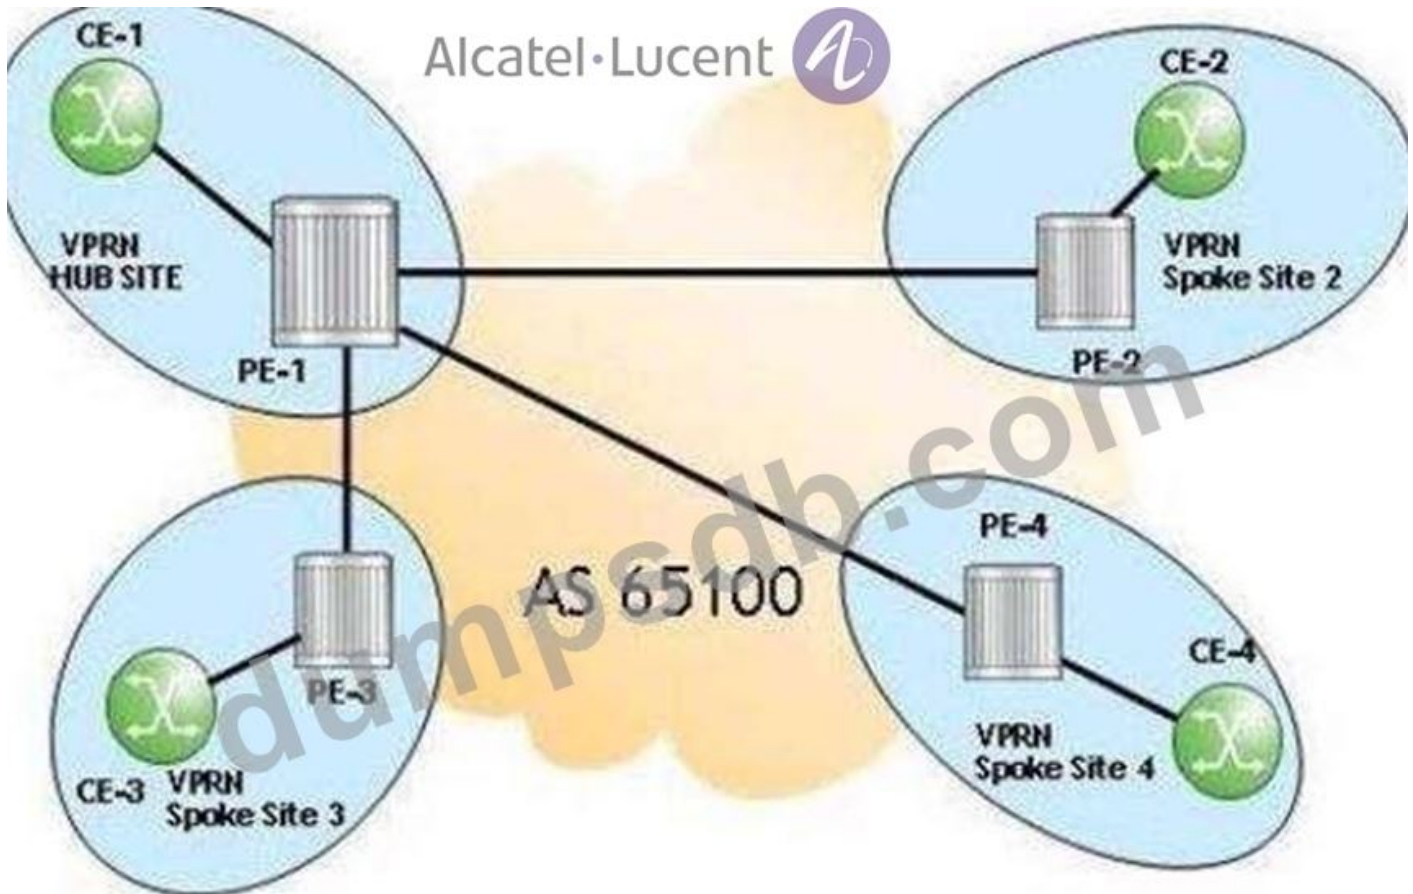 CE-1
Alcatel·Lucent
CE-2
VPRN
HUB SITE
VPRN
Spoke Site 2
PE-1
PE-2
PE-4
AS 65100
CE-4
PE-3
VPRN
Spoke Site 4
CE-3
VPRN
Spoke Site 3
dumpsdb.com